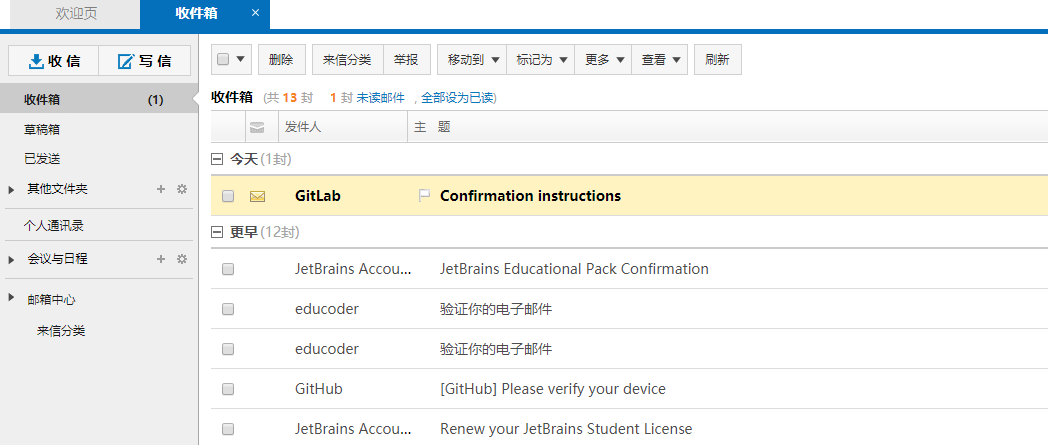 欢迎页 收件箱 ×
收 信 写 信 删除 来信分类 举报 移动到 标记为 更多 查看 刷新
收件箱 (1)
草稿箱
已发送
其他文件夹 +
个人通讯录
会议与日程 +
邮箱中心
来信分类
收件箱 (共 13 封 1 封 未读邮件 , 全部设为已读)
发件人 主 题
今天(1封)
GitLab Confirmation instructions
更早(12封)
JetBrains Accou... JetBrains Educational Pack Confirmation
educoder 验证你的电子邮件
educoder 验证你的电子邮件
GitHub [GitHub] Please verify your device
JetBrains Accou... Renew your JetBrains Student License